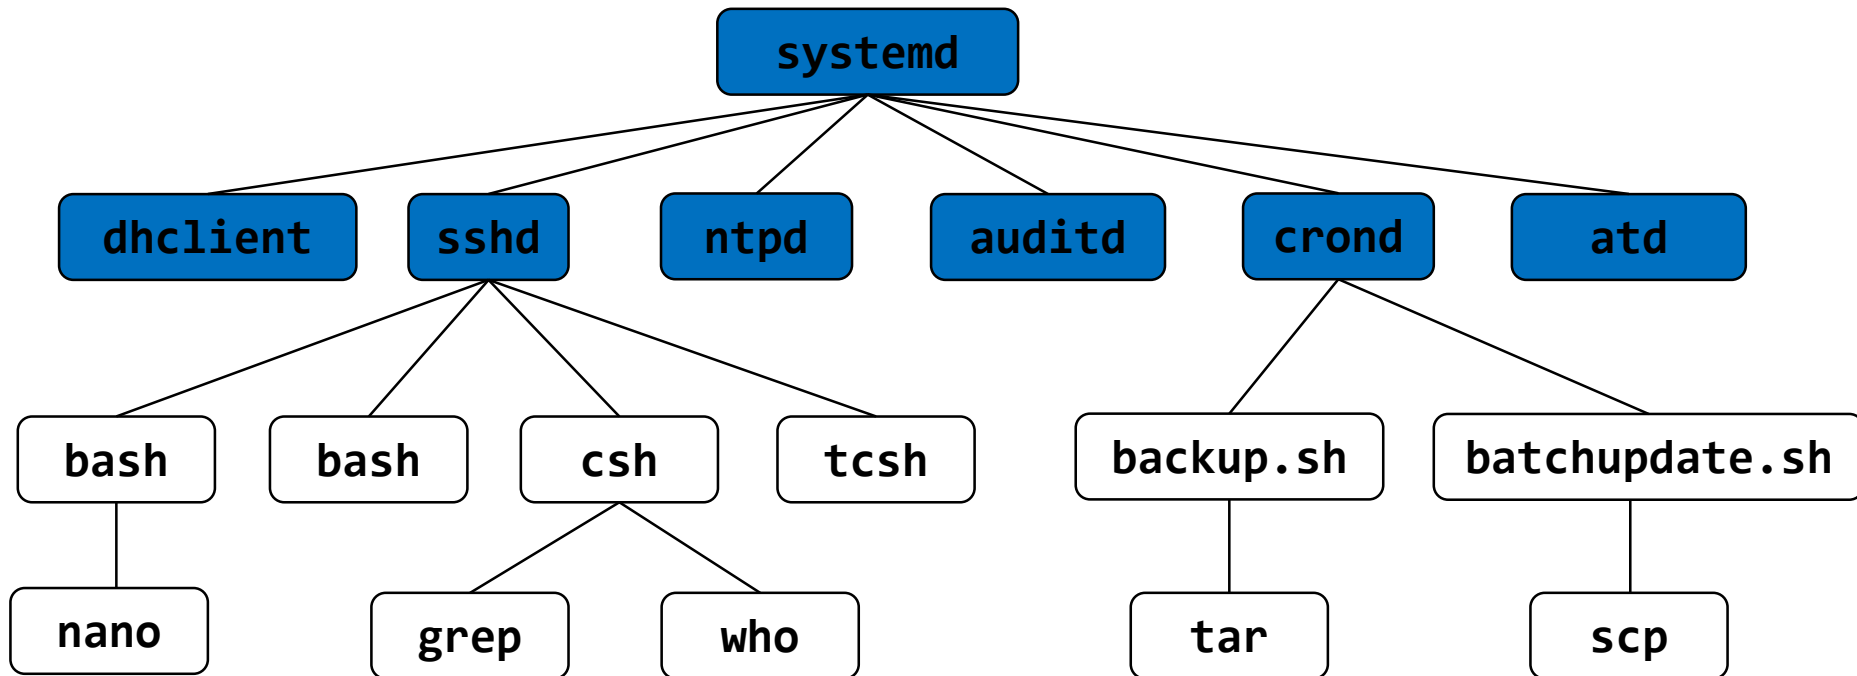 systemd
dhclient sshd ntpd auditd crond atd
bash bash csh tcsh backup.sh batchupdate.sh
nano grep who tar scp